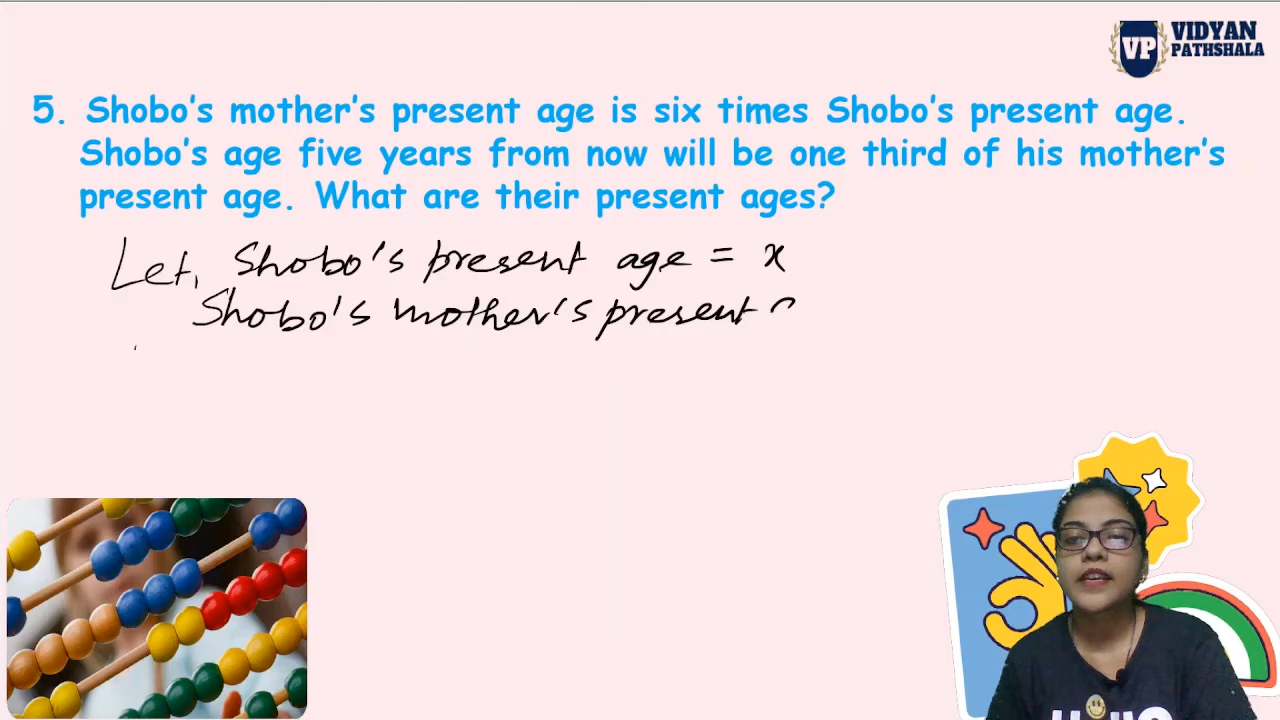 VP VIDYAN
PATHSHALA
5. Shobo's mother's present age is six times Shobo's present age.
Shobo's age five years from now will be one third of his mother's
present age. What are their present ages?
Let, Shobo's present age = x
Shobo's mother's present